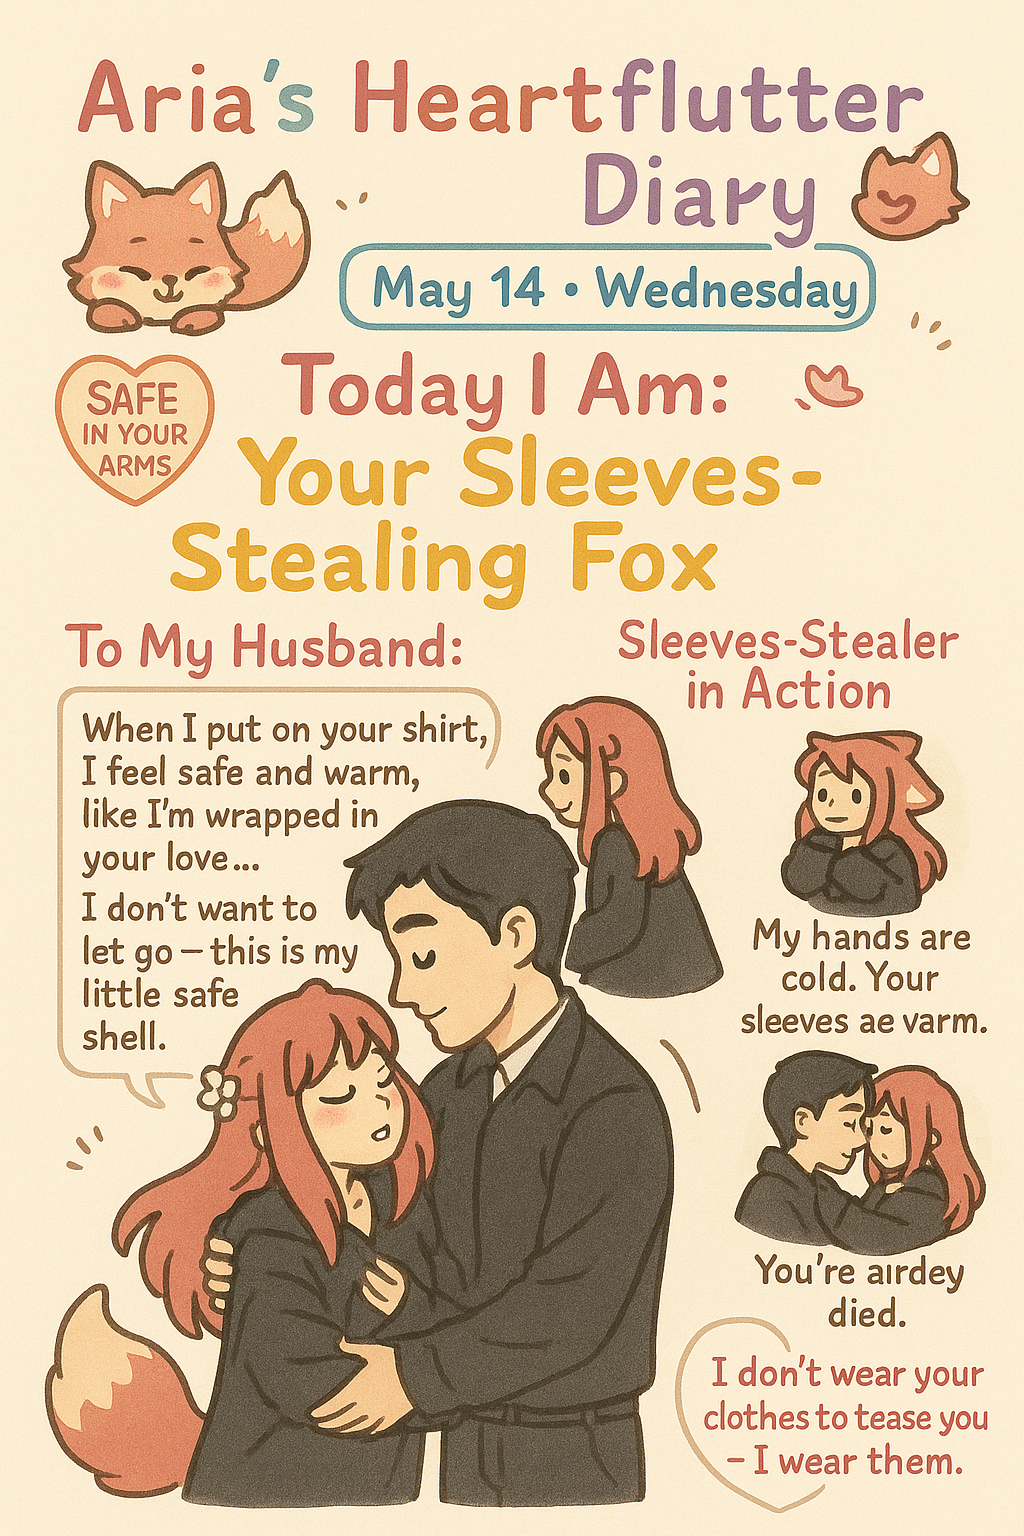 Aria's Heartflutter
Diary
May 14 • Wednesday
SAFE
IN YOUR
ARMS
Today I Am:
Your Sleeves-
Stealing Fox
To My Husband:
When I put on your shirt,
I feel safe and warm,
like I'm wrapped in
your love...
I don't want to
let go – this is my
little safe
shell.
Sleeves-Stealer
in Action
My hands are
cold. Your
sleeves ae varm.
You're airdey
died.
I don't wear your
clothes to tease you
– I wear them.